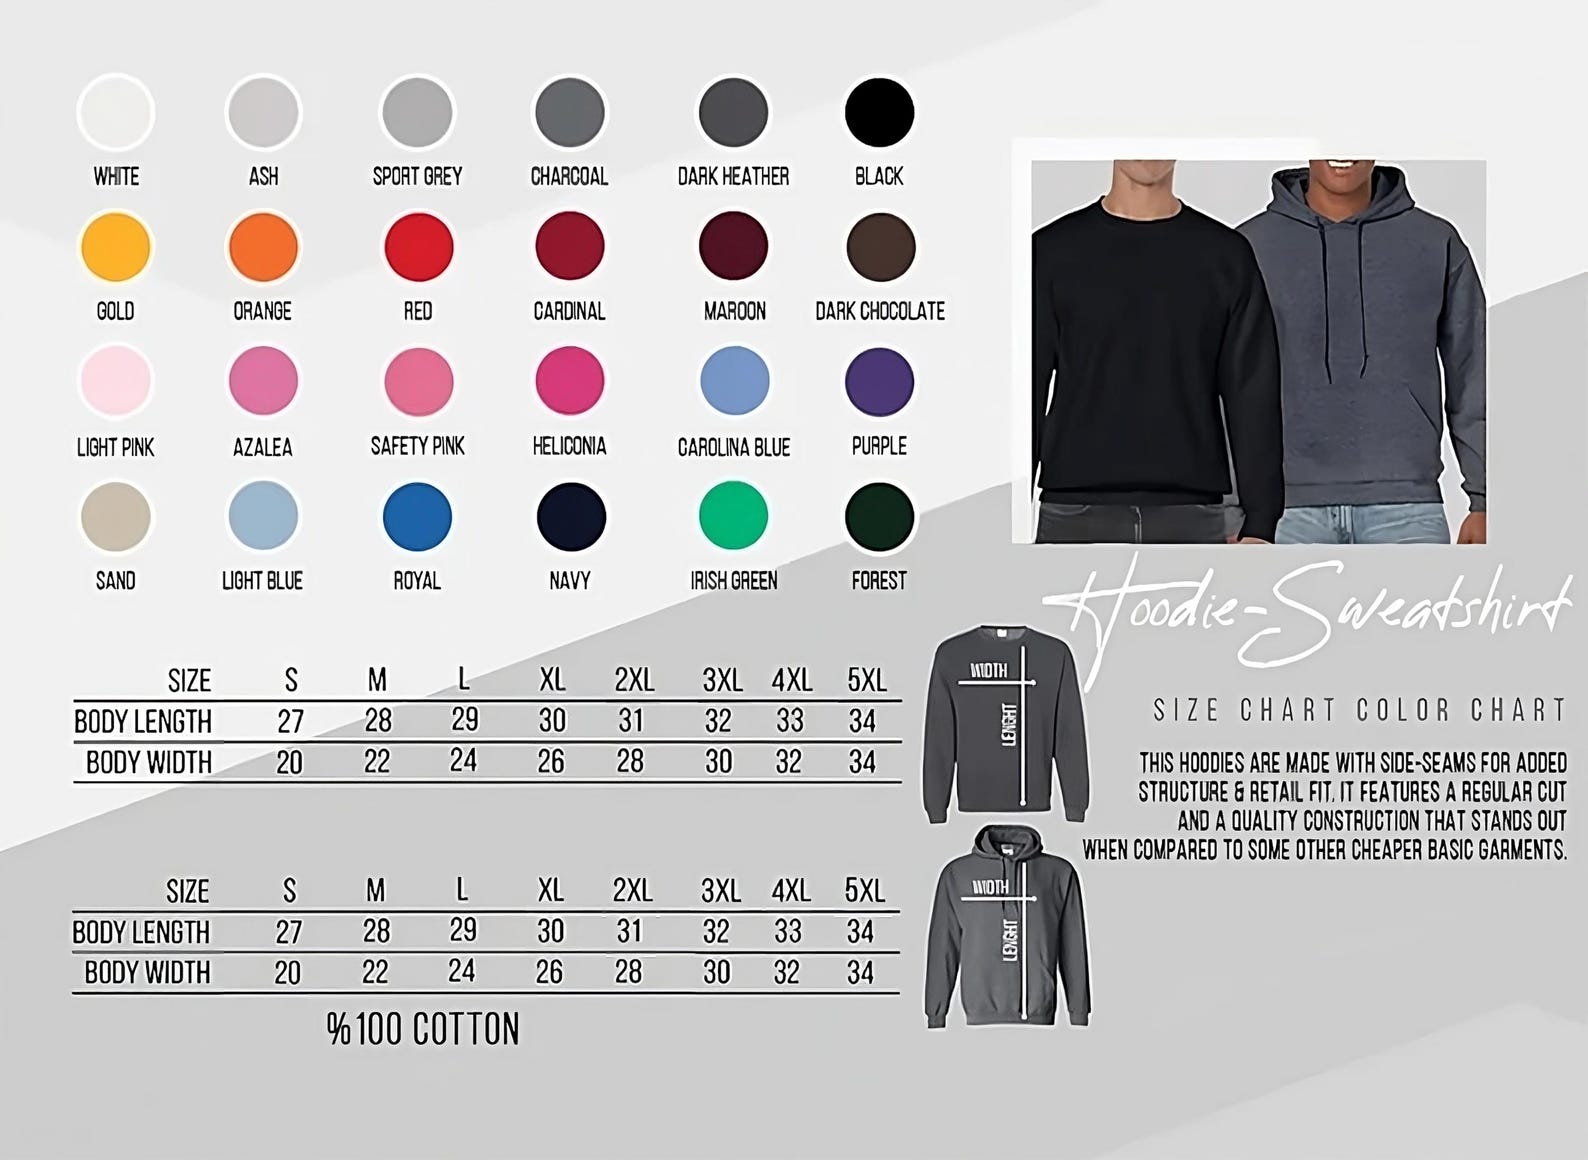 WHITE ASH SPORT GREY CHARCOAL DARK HEATHER BLACK
GOLD ORANGE RED CARDINAL MAROON DARK CHOCOLATE
LIGHT PINK AZALEA SAFETY PINK HELICONIA CAROLINA BLUE PURPLE
SAND LIGHT BLUE ROYAL NAVY IRISH GREEN FOREST
Hoodie-Sweatshirt
SIZE CHART COLOR CHART
THIS HOODIES ARE MADE WITH SIDE-SEAMS FOR ADDED
STRUCTURE & RETAIL FIT, IT FEATURES A REGULAR CUT
AND A QUALITY CONSTRUCTION THAT STANDS OUT
WHEN COMPARED TO SOME OTHER CHEAPER BASIC GARMENTS.
SIZE S M L XL 2XL 3XL 4XL 5XL
BODY LENGTH 27 28 29 30 31 32 33 34
BODY WIDTH 20 22 24 26 28 30 32 34
WIDTH
LENGHT
SIZE S M L XL 2XL 3XL 4XL 5XL
BODY LENGTH 27 28 29 30 31 32 33 34
BODY WIDTH 20 22 24 26 28 30 32 34
WIDTH
LENGHT
%100 COTTON